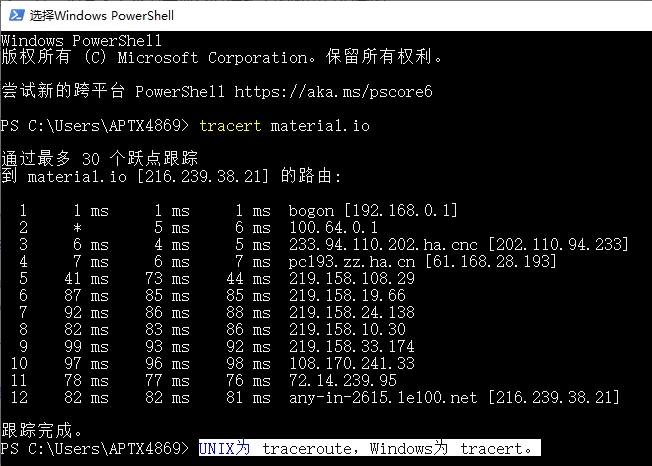 选择Windows PowerShell
Windows PowerShell
版权所有 (C) Microsoft Corporation。保留所有权利。
尝试新的跨平台 PowerShell https://aka.ms/pscore6
PS C:\Users\APTX4869> tracert material.io
通过最多 30 个跃点跟踪
到 material.io [216.239.38.21] 的路由:
1 1 ms 1 ms 1 ms bogon [192.168.0.1]
2 * 5 ms 6 ms 100.64.0.1
3 6 ms 4 ms 5 ms 233.94.110.202.ha.cnc [202.110.94.233]
4 7 ms 6 ms 7 ms pc193.zz.ha.cn [61.168.28.193]
5 41 ms 73 ms 44 ms 219.158.108.29
6 87 ms 85 ms 85 ms 219.158.19.66
7 92 ms 86 ms 88 ms 219.158.24.138
8 82 ms 83 ms 86 ms 219.158.10.30
9 99 ms 93 ms 92 ms 219.158.33.174
10 97 ms 96 ms 98 ms 108.170.241.33
11 78 ms 77 ms 76 ms 72.14.239.95
12 82 ms 82 ms 81 ms any-in-2615.1e100.net [216.239.38.21]
跟踪完成。
PS C:\Users\APTX4869> UNIX为 traceroute，Windows为 tracert。